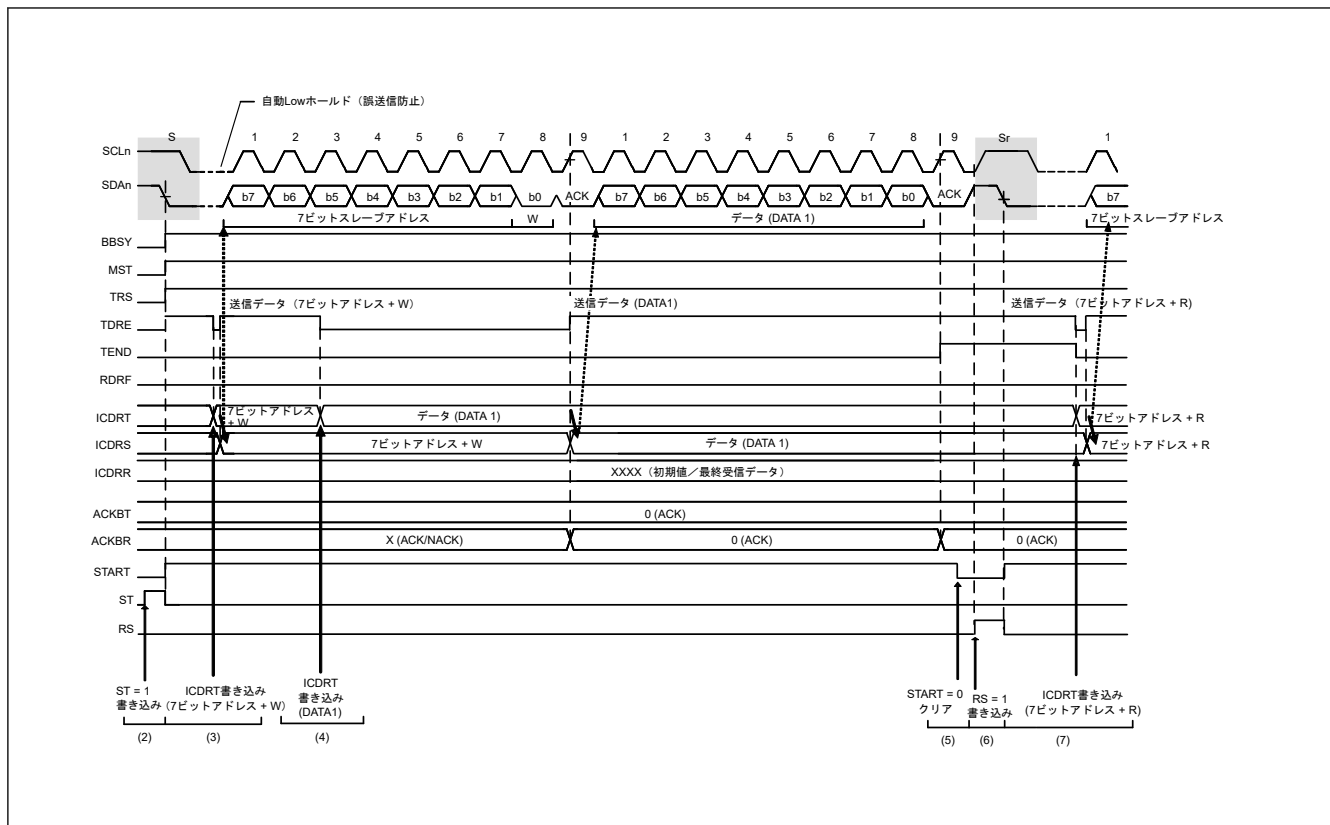 自動Lowホールド（誤送信防止）
S 1 2 3 4 5 6 7 8 9 1 2 3 4 5 6 7 8 9 Sr 1
SCLn
SDAn b7 b6 b5 b4 b3 b2 b1 b0 ACK b7 b6 b5 b4 b3 b2 b1 b0 ACK b7
7ビットスレーブアドレス W データ (DATA 1) 7ビットスレーブアドレス
BBSY
MST
TRS
送信データ（7ビットアドレス + W） 送信データ (DATA1) 送信データ（7ビットアドレス + R)
TDRE
TEND
RDRF
ICDRT 7ビットアドレス + W データ (DATA 1) 7ビットアドレス + R
ICDRS 7ビットアドレス + W データ (DATA 1) 7ビットアドレス + R
ICDRR XXXX（初期値／最終受信データ）
ACKBT 0 (ACK)
ACKBR X (ACK/NACK) 0 (ACK) 0 (ACK)
START
ST
RS
ST = 1
書き込み
ICDRT書き込み
（7ビットアドレス + W）
ICDRT
書き込み
(DATA1)
START = 0
クリア
RS = 1
書き込み
ICDRT書き込み
(7ビットアドレス + R)
(2) (3) (4) (5) (6) (7)